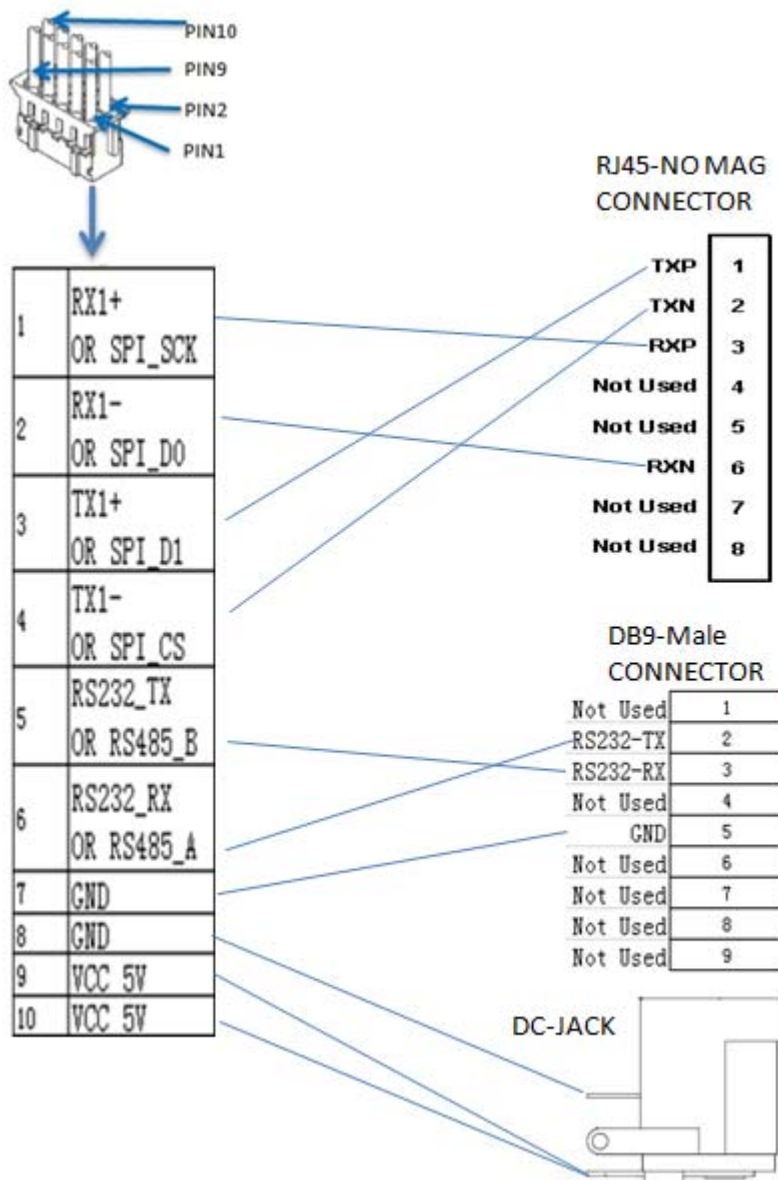 PIN10
PIN9
PIN2
PIN1
RJ45-NO MAG
CONNECTOR
TXP 1
TXN 2
RXP 3
Not Used 4
Not Used 5
RXN 6
Not Used 7
Not Used 8
1 RX1+
OR SPI_SCK
2 RX1-
OR SPI_D0
3 TX1+
OR SPI_D1
4 TX1-
OR SPI_CS
5 RS232_TX
OR RS485_B
6 RS232_RX
OR RS485_A
7 GND
8 GND
9 VCC 5V
10 VCC 5V
DB9-Male
CONNECTOR
Not Used 1
RS232-TX 2
RS232-RX 3
Not Used 4
GND 5
Not Used 6
Not Used 7
Not Used 8
Not Used 9
DC-JACK